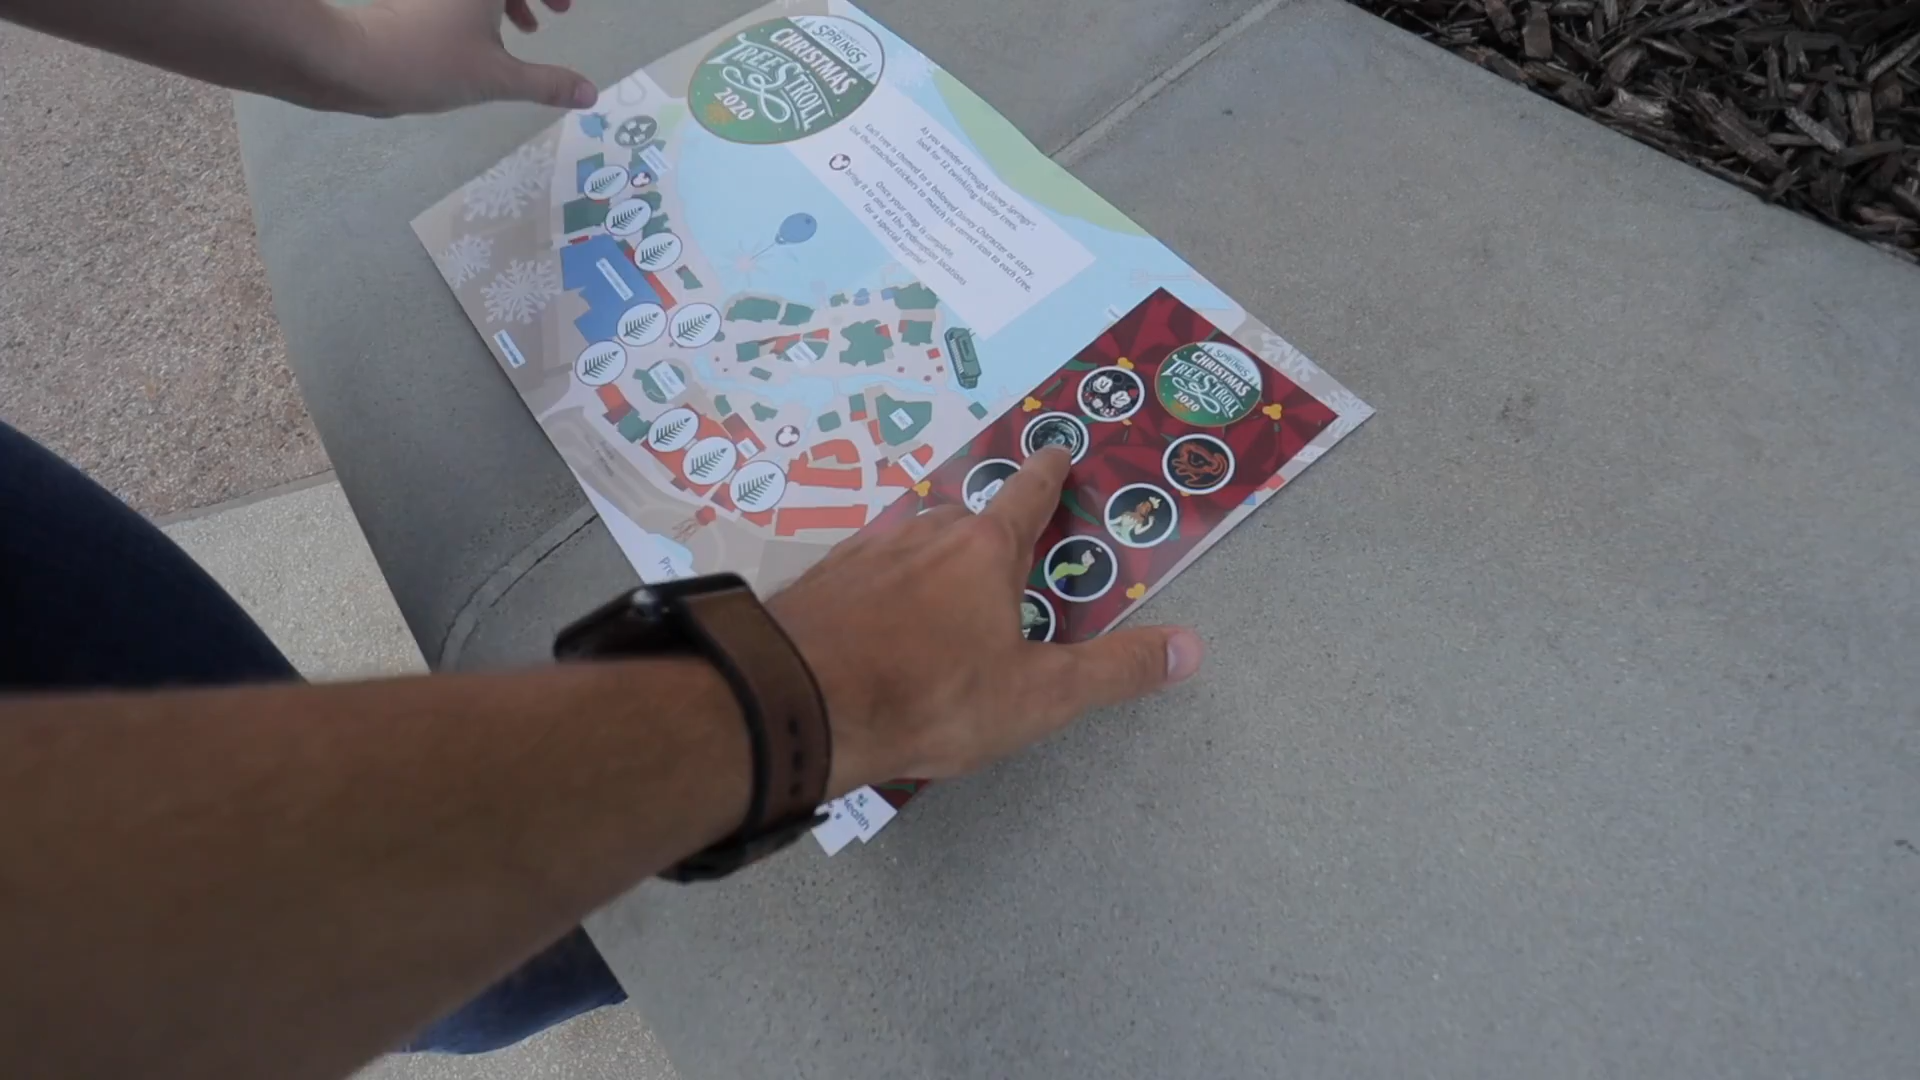 DISNEY
SPRINGS
CHRISTMAS
TREE STROLL
2020
As you wander through Disney Springs®,
look for 12 twinkling holiday trees.
Each tree is themed to a beloved Disney Character or story.
Use the attached stickers to match the correct icon to each tree.
Once your map is complete,
bring it to one of the redemption locations
for a special surprise!
SPRINGS
CHRISTMAS
TREE STROLL
2020
Pre
Health